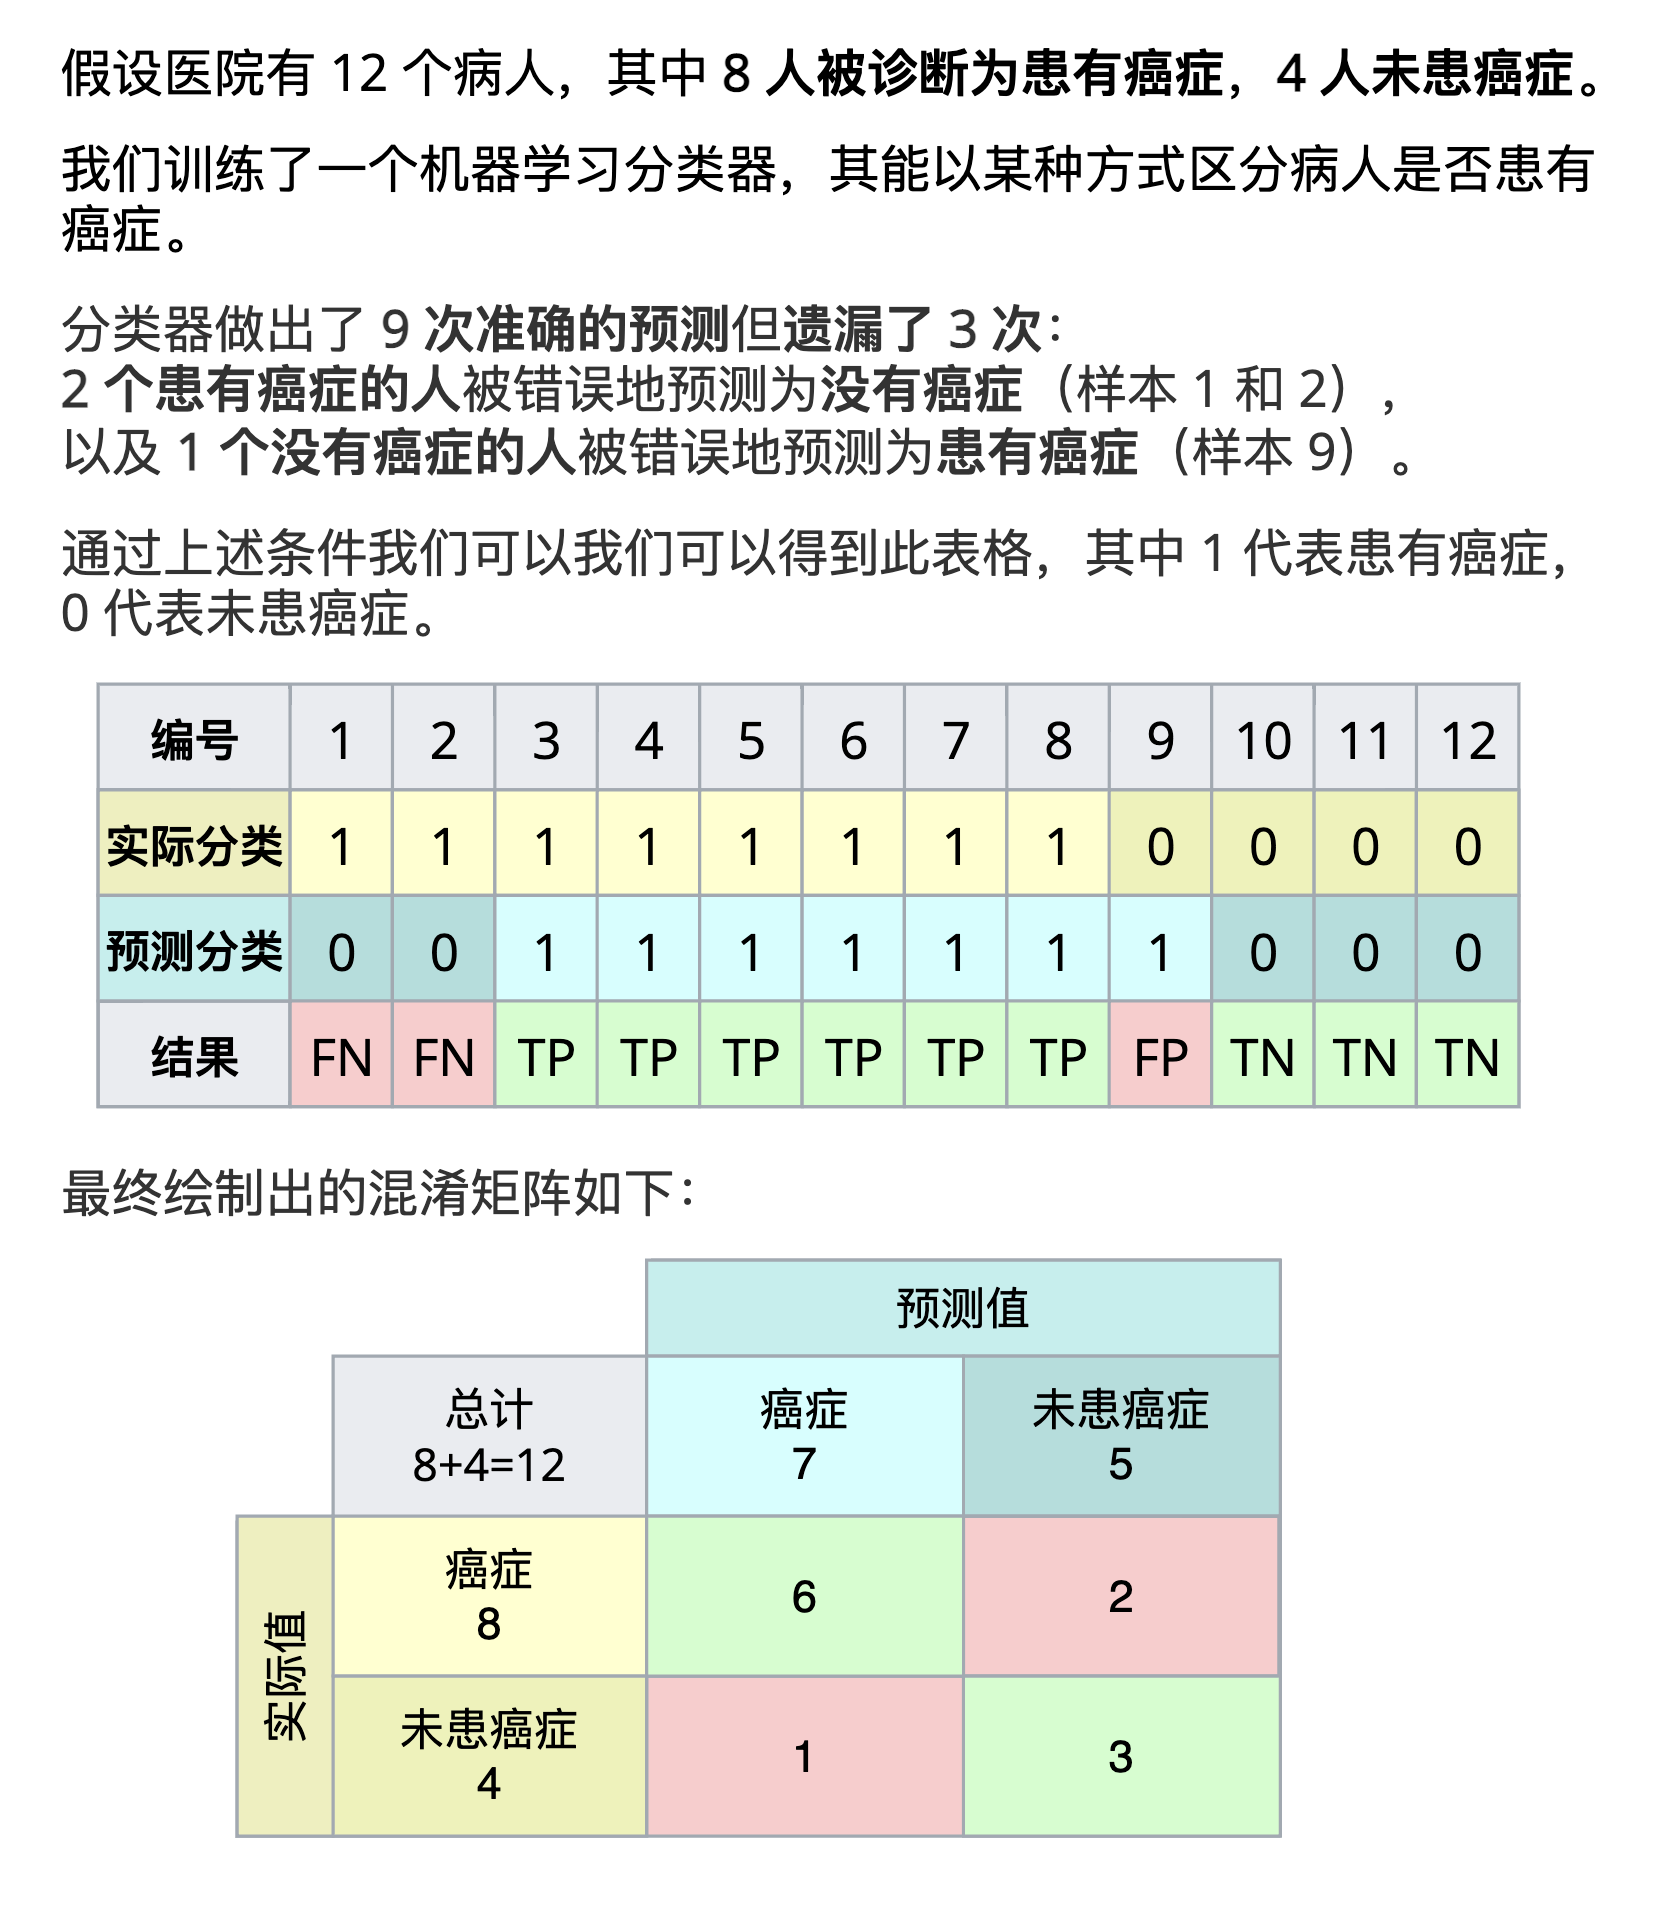 假设医院有 12 个病人，其中 8 人被诊断为患有癌症，4 人未患癌症。
我们训练了一个机器学习分类器，其能以某种方式区分病人是否患有
癌症。
分类器做出了 9 次准确的预测但遗漏了 3 次：
2 个患有癌症的人被错误地预测为没有癌症（样本 1 和 2），
以及 1 个没有癌症的人被错误地预测为患有癌症（样本 9）。
通过上述条件我们可以我们可以得到此表格，其中 1 代表患有癌症，
0 代表未患癌症。
编号 1 2 3 4 5 6 7 8 9 10 11 12
实际分类 1 1 1 1 1 1 1 1 0 0 0 0
预测分类 0 0 1 1 1 1 1 1 1 0 0 0
结果 FN FN TP TP TP TP TP TP FP TN TN TN
最终绘制出的混淆矩阵如下：
预测值
总计 癌症 未患癌症
8+4=12 7 5
实际值
癌症
8 6 2
未患癌症
4 1 3